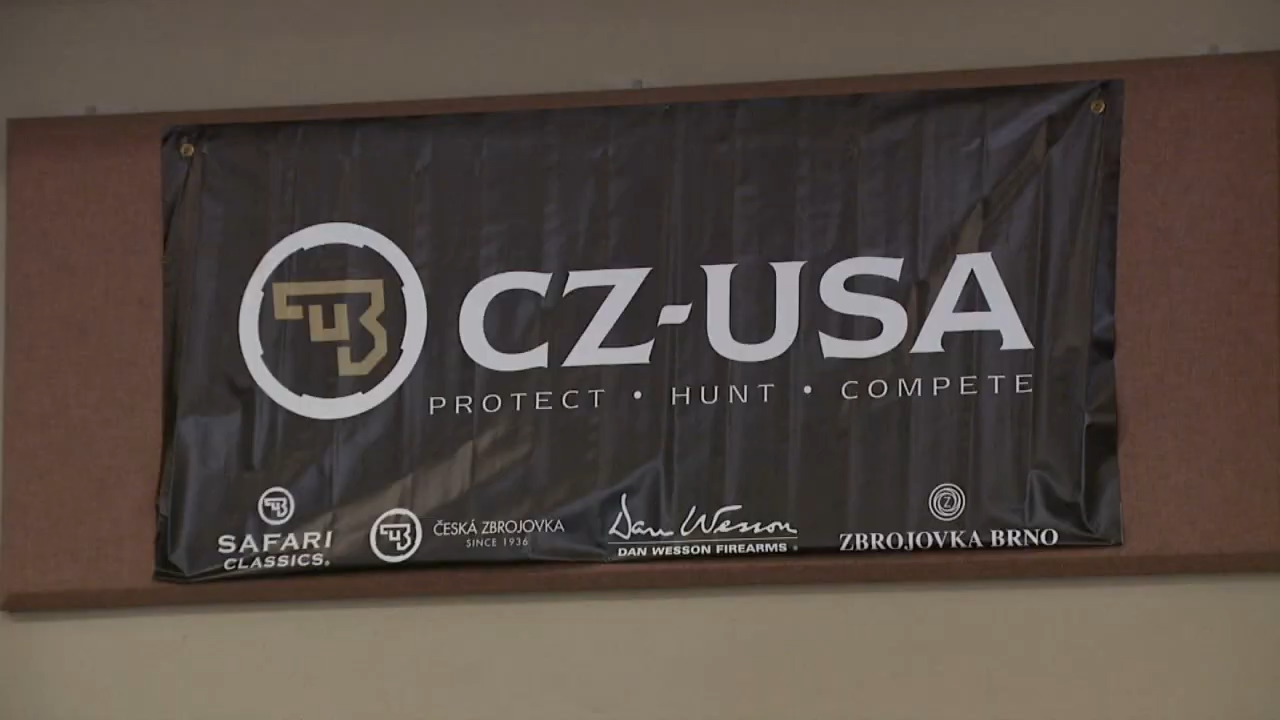 CZ-USA
PROTECT • HUNT • COMPETE
SAFARI
CLASSICS.
ČESKÁ ZBROJOVKA
SINCE 1936
Dan Wesson
DAN WESSON FIREARMS
Z
ZBROJOVKA BRNO